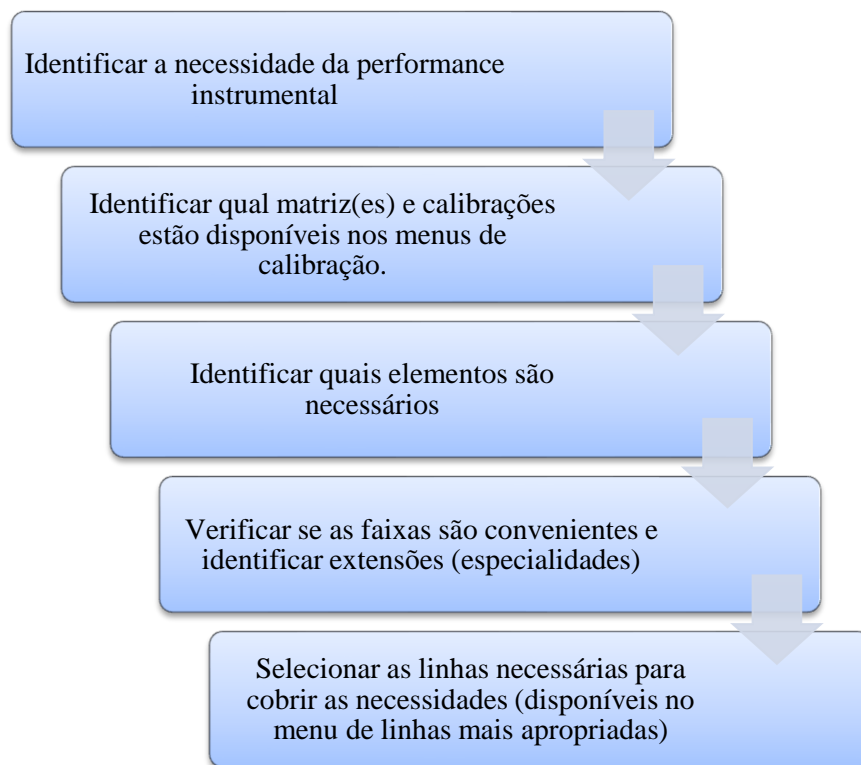 Identificar a necessidade da performance
instrumental
Identificar qual matriz(es) e calibrações
estão disponíveis nos menus de
calibração.
Identificar quais elementos são
necessários
Verificar se as faixas são convenientes e
identificar extensões (especialidades)
Selecionar as linhas necessárias para
cobrir as necessidades (disponíveis no
menu de linhas mais apropriadas)